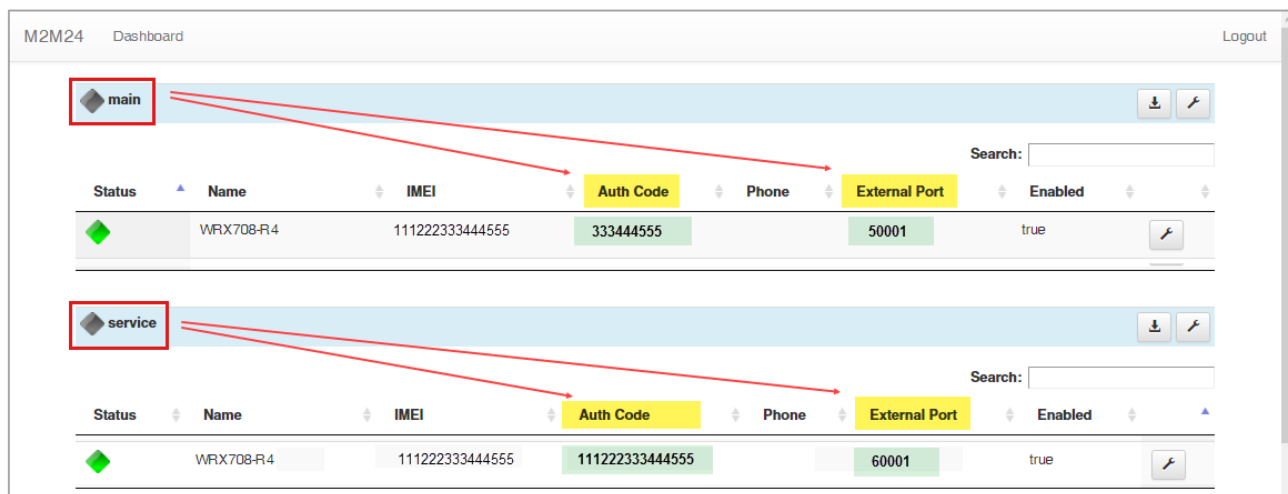 M2M24 Dashboard Logout
main
Search:
Status Name IMEI Auth Code Phone External Port Enabled
WRX708-R4 111222333444555 333444555 50001 true
service
Search:
Status Name IMEI Auth Code Phone External Port Enabled
WRX708-R4 111222333444555 111222333444555 60001 true